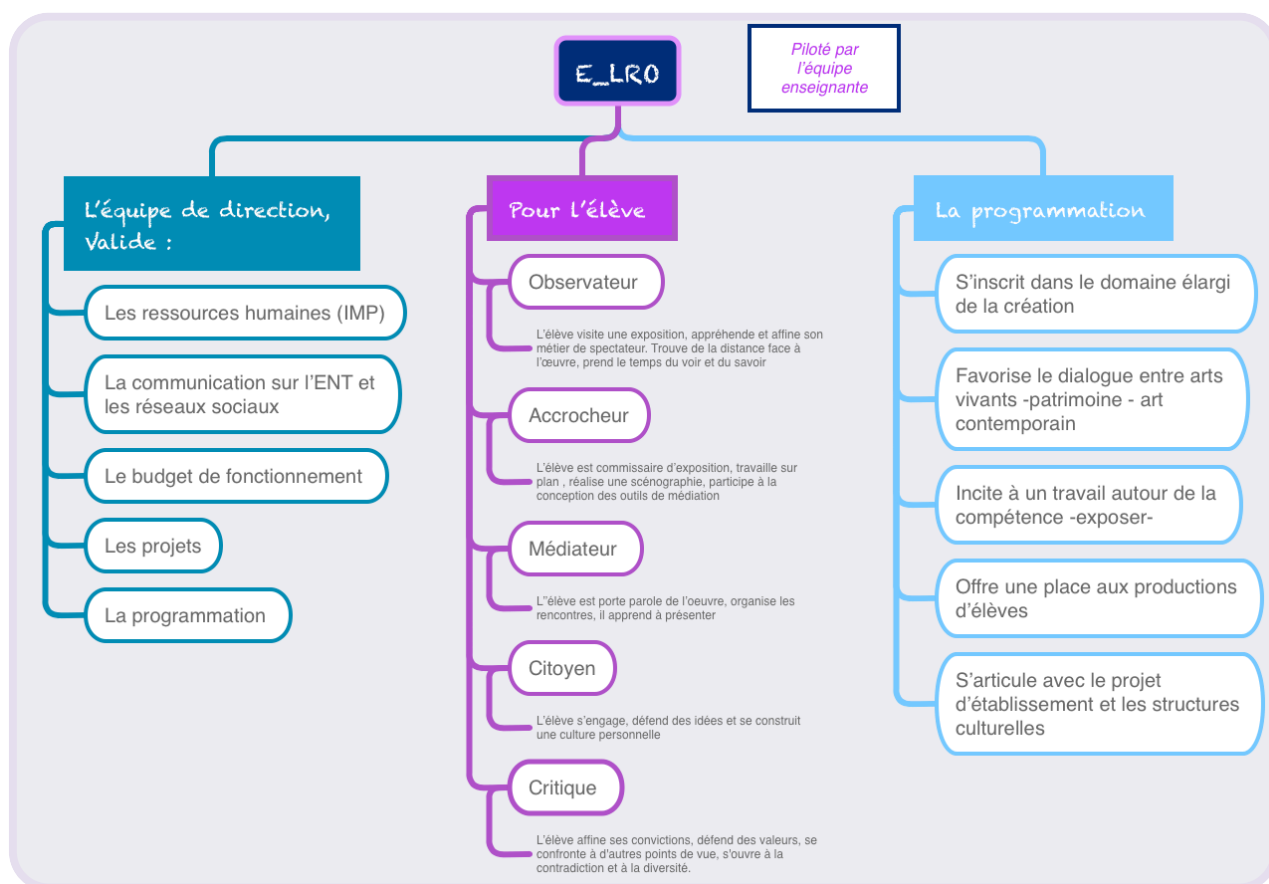 E_LRO
Piloté par
l'équipe
enseignante
L'équipe de direction,
Valide :
Les ressources humaines (IMP)
La communication sur l'ENT et
les réseaux sociaux
Le budget de fonctionnement
Les projets
La programmation
Pour l'élève
Observateur
L'élève visite une exposition, appréhende et affine son
métier de spectateur. Trouve de la distance face à
l'œuvre, prend le temps du voir et du savoir
Accrocheur
L'élève est commissaire d'exposition, travaille sur
plan , réalise une scénographie, participe à la
conception des outils de médiation
Médiateur
L''élève est porte parole de l'oeuvre, organise les
rencontres, il apprend à présenter
Citoyen
L'élève s'engage, défend des idées et se construit
une culture personnelle
Critique
L'élève affine ses convictions, défend des valeurs, se
confronte à d'autres points de vue, s'ouvre à la
contradiction et à la diversité.
La programmation
S'inscrit dans le domaine élargi
de la création
Favorise le dialogue entre arts
vivants -patrimoine - art
contemporain
Incite à un travail autour de la
compétence -exposer-
Offre une place aux productions
d'élèves
S'articule avec le projet
d'établissement et les structures
culturelles